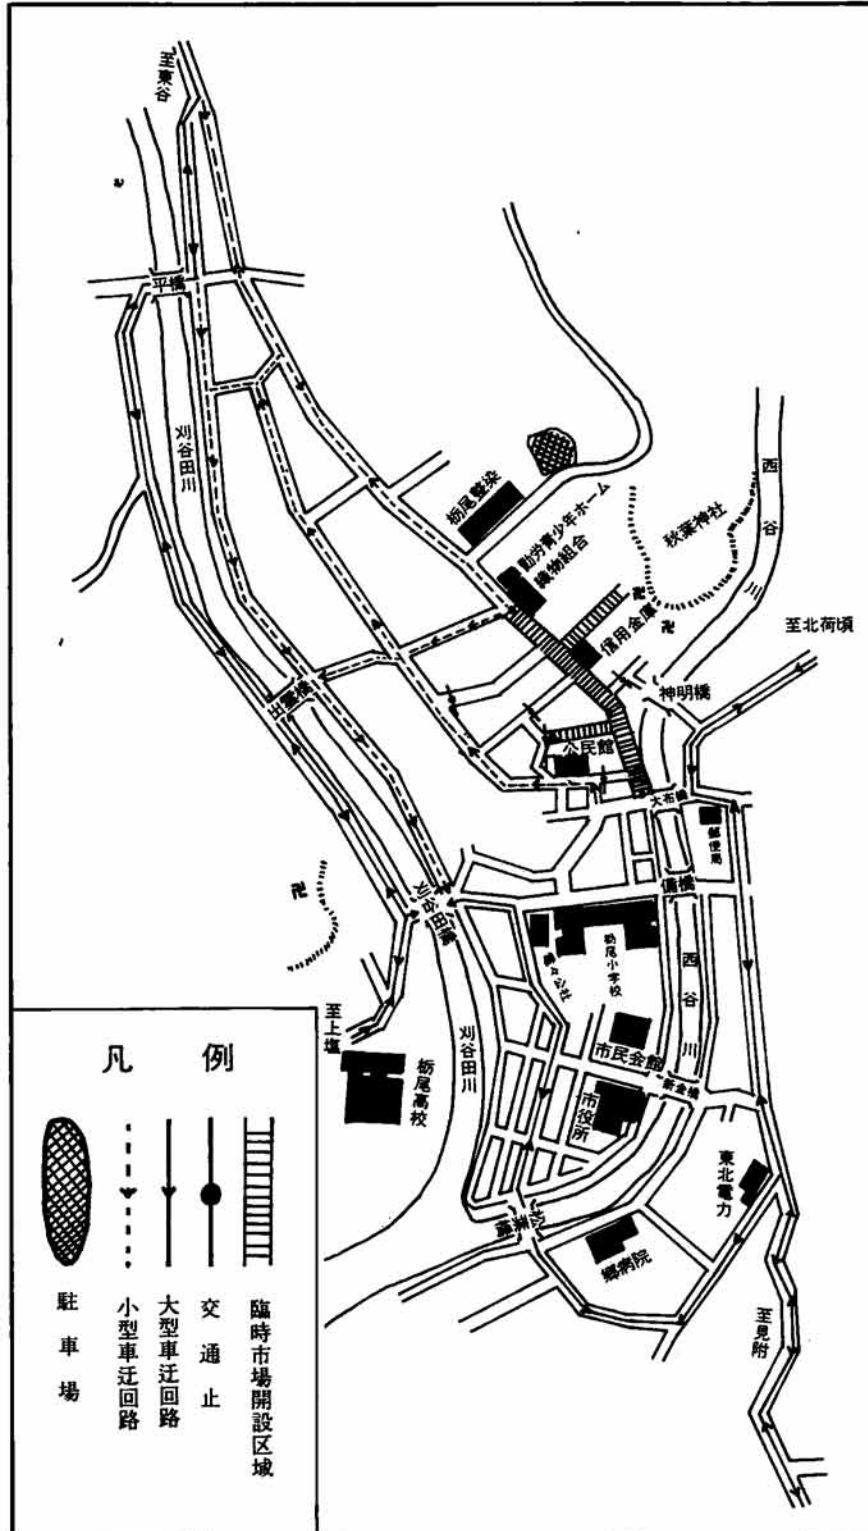 至東谷
平橋
刈谷田川
栃尾整染
勤労青少年ホーム
織物組合
信用金庫
秋葉神社
西谷川
至北荷頃
神明橋
出雲橋
公民館
大布橋
郵便局
刈谷田橋
栃尾小学校
西谷川
市民会館
市役所
刈谷田川
至上塩
栃尾高校
東北電力
郷病院
至見附
凡例
臨時市場開設区域
交通止
大型車迂回路
小型車迂回路
駐車場